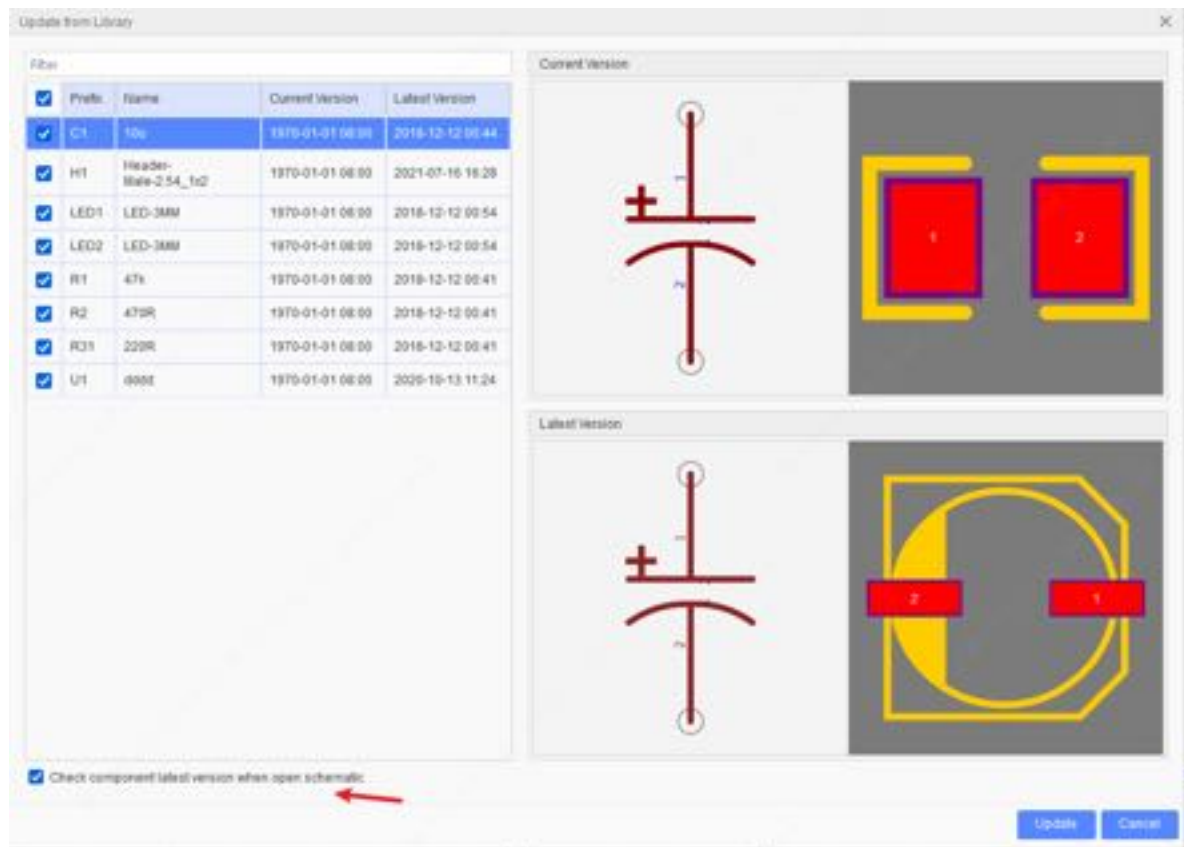 Update from Library
Filter
Current Version
Prefix Name Current Version Latest Version
C1 10u 1970-01-01 08:00 2018-12-12 00:44
H1 Header-Male-2.54_1x2 1970-01-01 08:00 2021-07-16 16:28
LED1 LED-3MM 1970-01-01 08:00 2018-12-12 00:54
LED2 LED-3MM 1970-01-01 08:00 2018-12-12 00:54
R1 47k 1970-01-01 08:00 2018-12-12 00:41
R2 470R 1970-01-01 08:00 2018-12-12 00:41
R31 220R 1970-01-01 08:00 2018-12-12 00:41
U1 1970-01-01 08:00 2020-10-13 11:24
1
2
1
2
Latest Version
1
2
2
1
Check component latest version when open schematic
Update Cancel